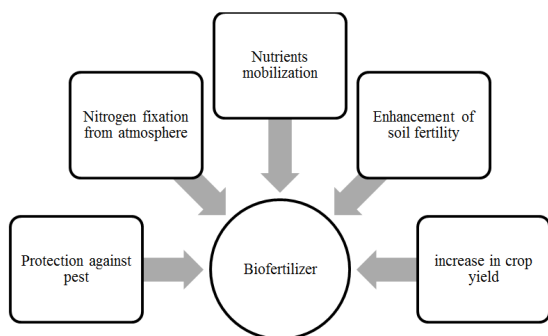 Nutrients
mobilization
Nitrogen fixation
from atmosphere
Enhancement of
soil fertility
Protection against
pest
Biofertilizer
increase in crop
yield